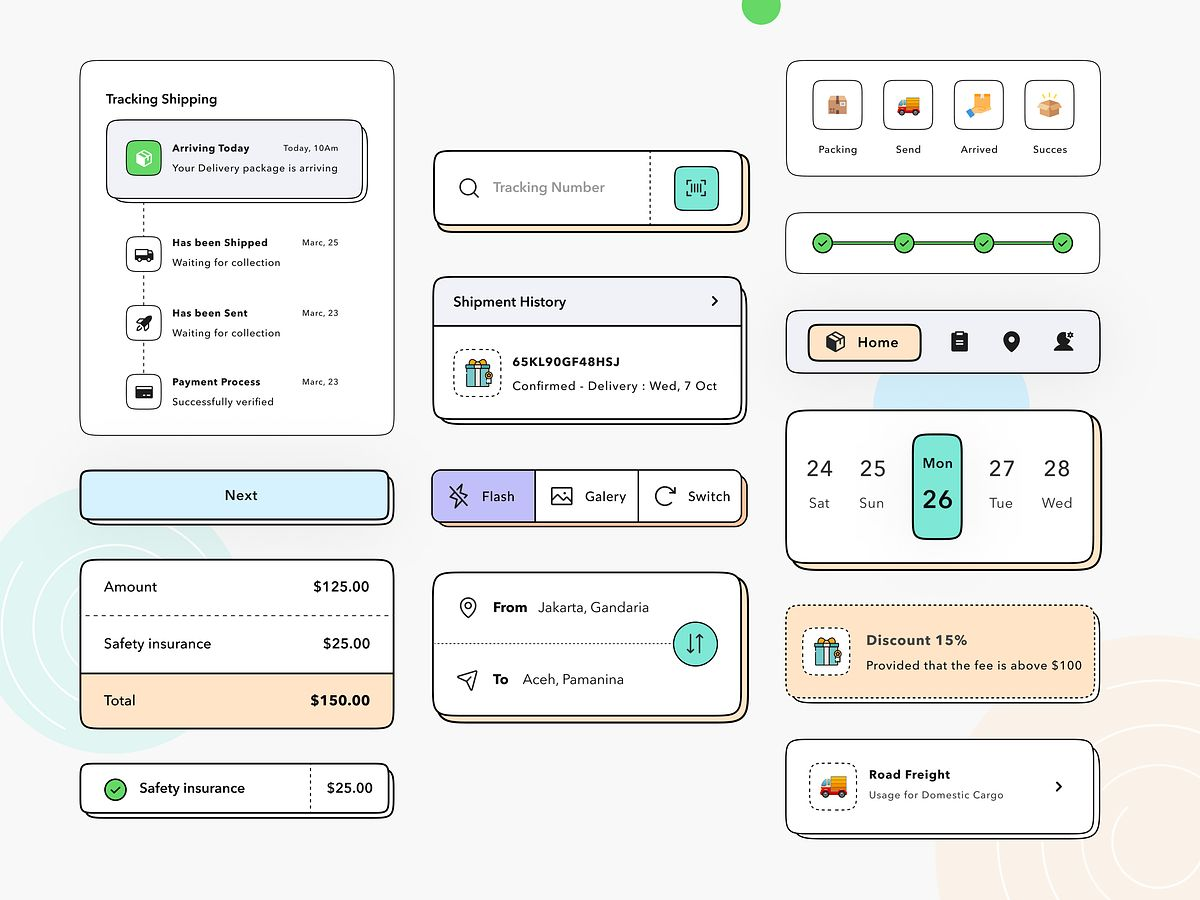 Tracking Shipping
Arriving Today Today, 10Am
Your Delivery package is arriving
Has been Shipped Marc, 25
Waiting for collection
Has been Sent Marc, 23
Waiting for collection
Payment Process Marc, 23
Successfully verified
Next
Amount $125.00
Safety insurance $25.00
Total $150.00
Safety insurance $25.00
Tracking Number
Shipment History
65KL90GF48HSJ
Confirmed - Delivery : Wed, 7 Oct
Flash Galery Switch
From Jakarta, Gandaria
To Aceh, Pamanina
Packing Send Arrived Succes
Home
24 25 Mon 27 28
Sat Sun 26 Tue Wed
Discount 15%
Provided that the fee is above $100
Road Freight
Usage for Domestic Cargo